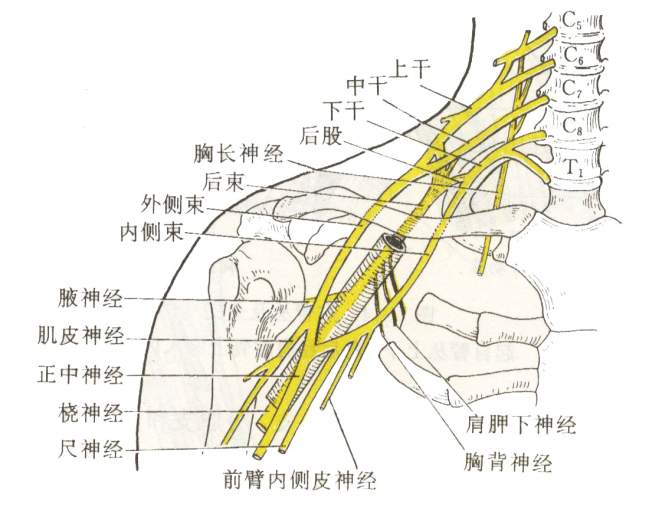 C5
C6
C7
C8
T1
上干
中干
下干
后股
胸长神经
后束
外侧束
内侧束
腋神经
肌皮神经
正中神经
桡神经
尺神经
前臂内侧皮神经
肩胛下神经
胸背神经